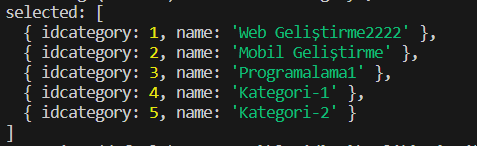 selected: [
{ idcategory: 1, name: 'Web Geliştirme2222' },
{ idcategory: 2, name: 'Mobil Geliştirme' },
{ idcategory: 3, name: 'Programalama1' },
{ idcategory: 4, name: 'Kategori-1' },
{ idcategory: 5, name: 'Kategori-2' }
]